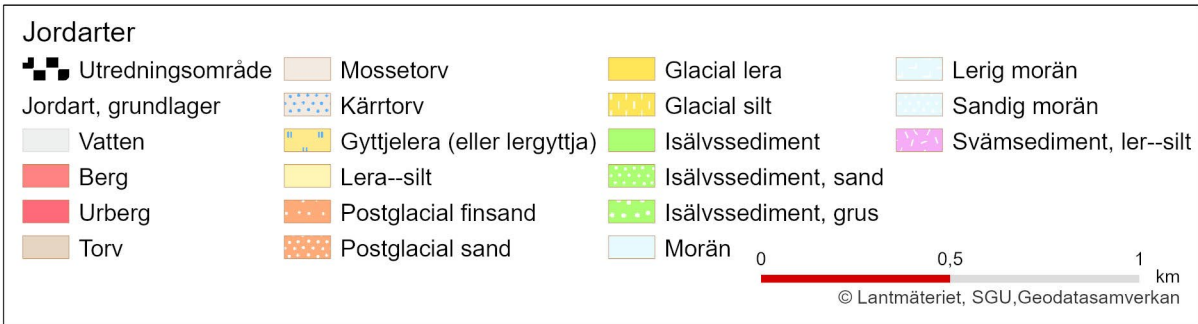 Jordarter
Utredningsområde
Jordart, grundlager
Vatten
Berg
Urberg
Torv
Mossetorv
Kärrtorv
Gyttjelera (eller lergyttja)
Lera--silt
Postglacial finsand
Postglacial sand
Glacial lera
Glacial silt
Isälvssediment
Isälvssediment, sand
Isälvssediment, grus
Morän
Lerig morän
Sandig morän
Svämsediment, ler--silt
0 0,5 1
km
© Lantmäteriet, SGU,Geodatasamverkan